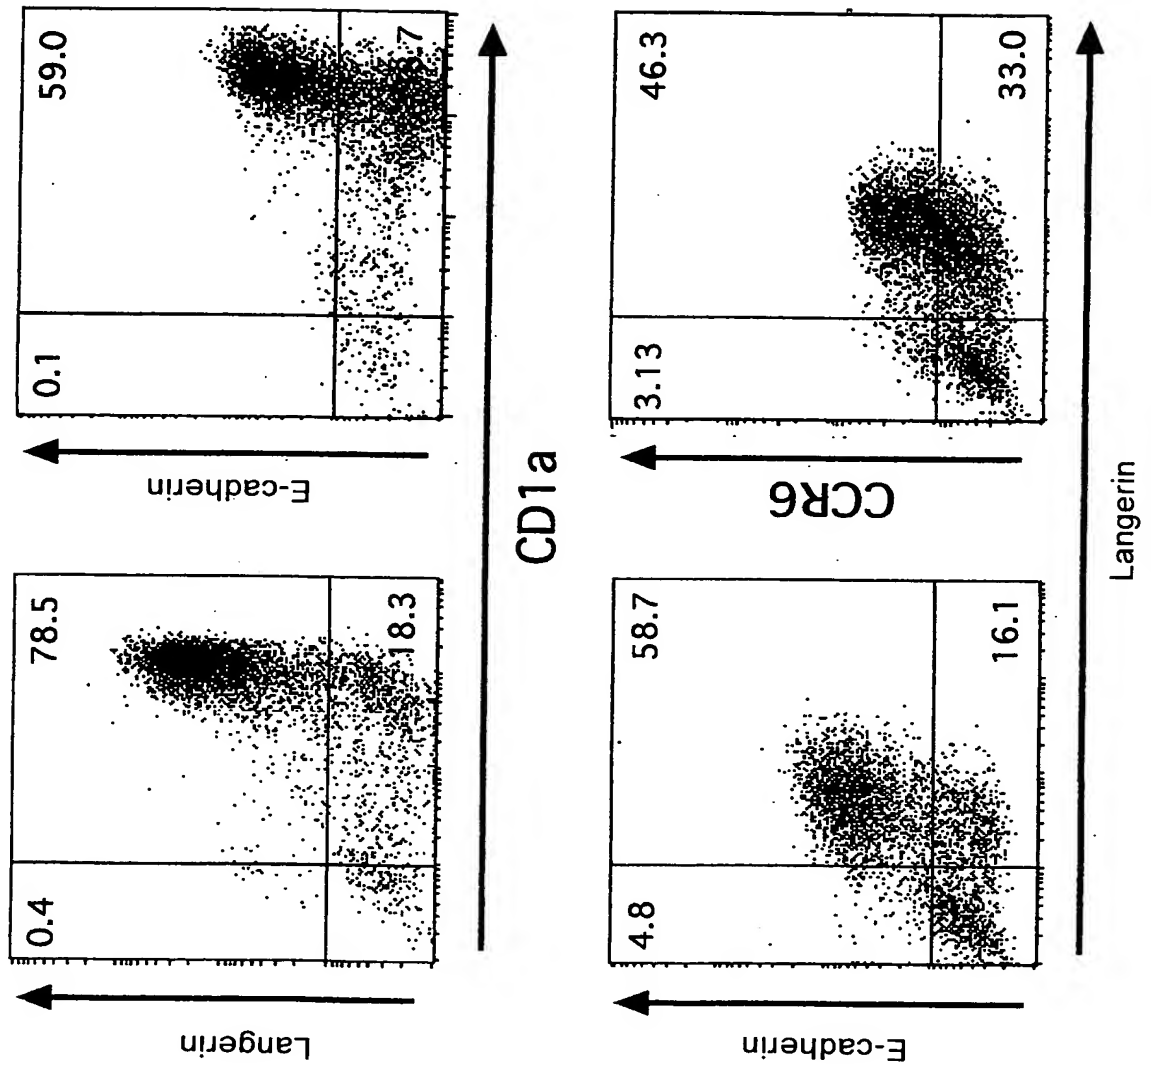 59.0
0.1
E-cadherin
46.3
33.0
3.13
CD1a
CCR6
78.5
18.3
0.4
Langerin
58.7
16.1
4.8
E-cadherin
Langerin